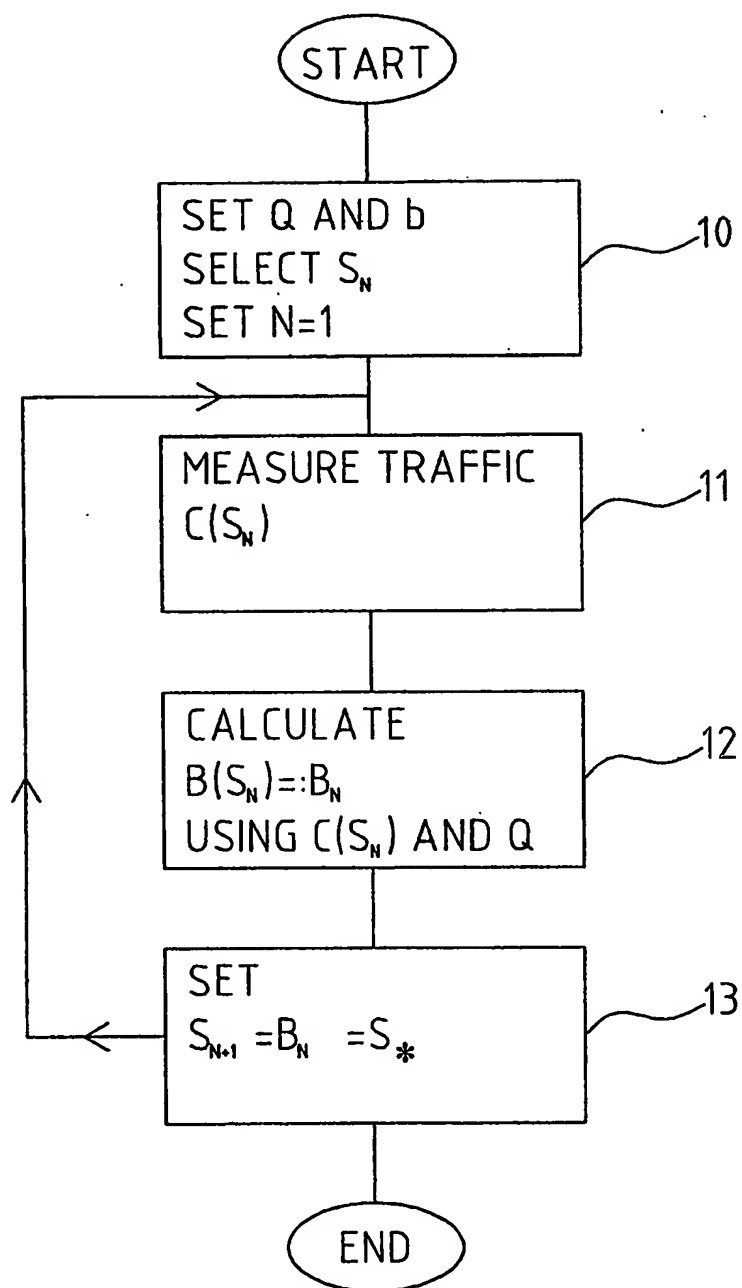 START
SET Q AND b
SELECT S_N
SET N=1
10
MEASURE TRAFFIC
C(S_N)
11
CALCULATE
B(S_N)=:B_N
USING C(S_N) AND Q
12
SET
S_N+1 =B_N =S_*
13
END